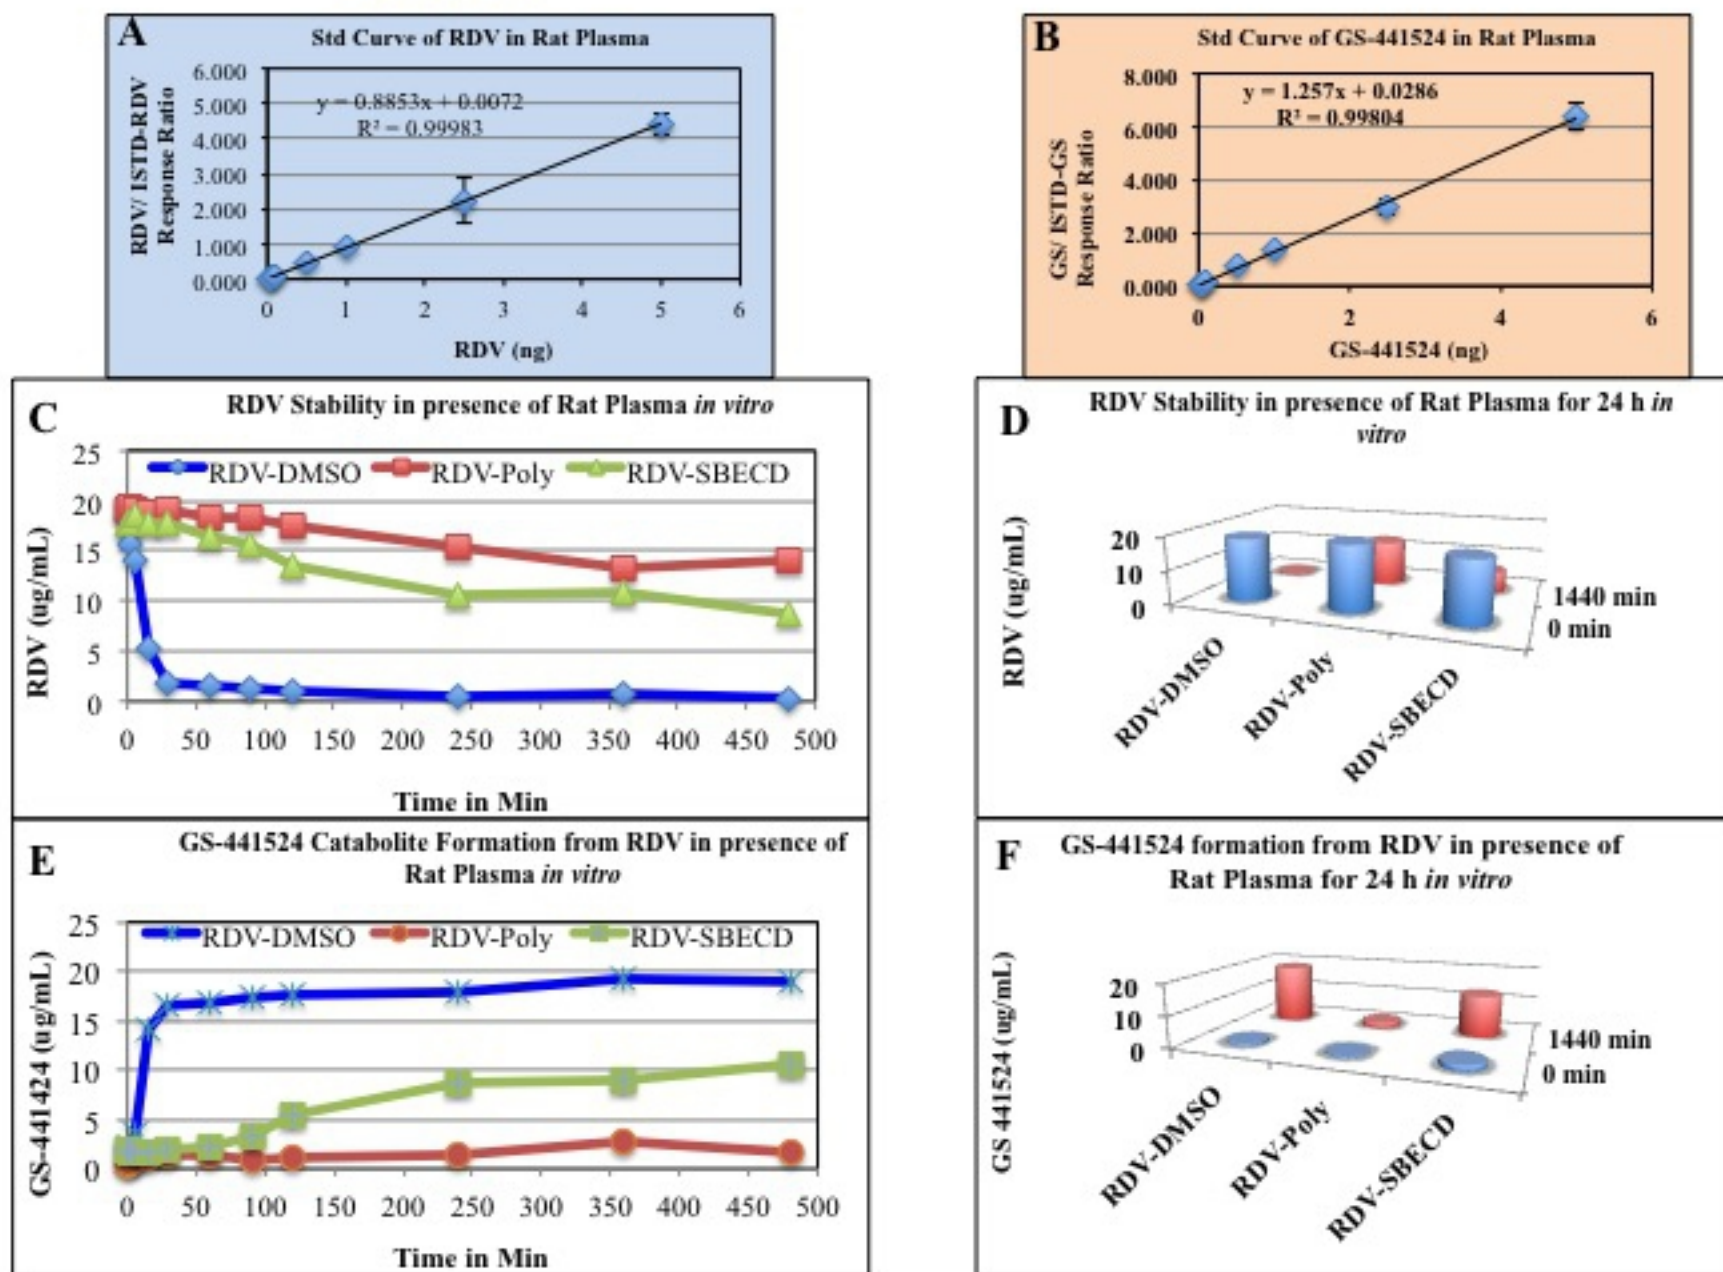 A
Std Curve of RDV in Rat Plasma
RDV/ ISTD-RDV
Response Ratio
6.000
5.000
4.000
3.000
2.000
1.000
0.000
y = 0.8853x + 0.0072
R² = 0.99983
0 1 2 3 4 5 6
RDV (ng)
B
Std Curve of GS-441524 in Rat Plasma
GS/ ISTD-GS
Response Ratio
8.000
6.000
4.000
2.000
0.000
y = 1.257x + 0.0286
R² = 0.99804
0 2 4 6
GS-441524 (ng)
C
RDV Stability in presence of Rat Plasma in vitro
RDV (ug/mL)
25
20
15
10
5
0
RDV-DMSO RDV-Poly RDV-SBECD
0 50 100 150 200 250 300 350 400 450 500
Time in Min
D
RDV Stability in presence of Rat Plasma for 24 h in
vitro
RDV (ug/mL)
20
10
0
1440 min
0 min
RDV-DMSO
RDV-Poly
RDV-SBECD
E
GS-441524 Catabolite Formation from RDV in presence of
Rat Plasma in vitro
GS-441424 (ug/mL)
25
20
15
10
5
0
RDV-DMSO RDV-Poly RDV-SBECD
0 50 100 150 200 250 300 350 400 450 500
Time in Min
F
GS-441524 formation from RDV in presence of
Rat Plasma for 24 h in vitro
GS 441524 (ug/mL)
20
10
0
1440 min
0 min
RDV-DMSO
RDV-Poly
RDV-SBECD